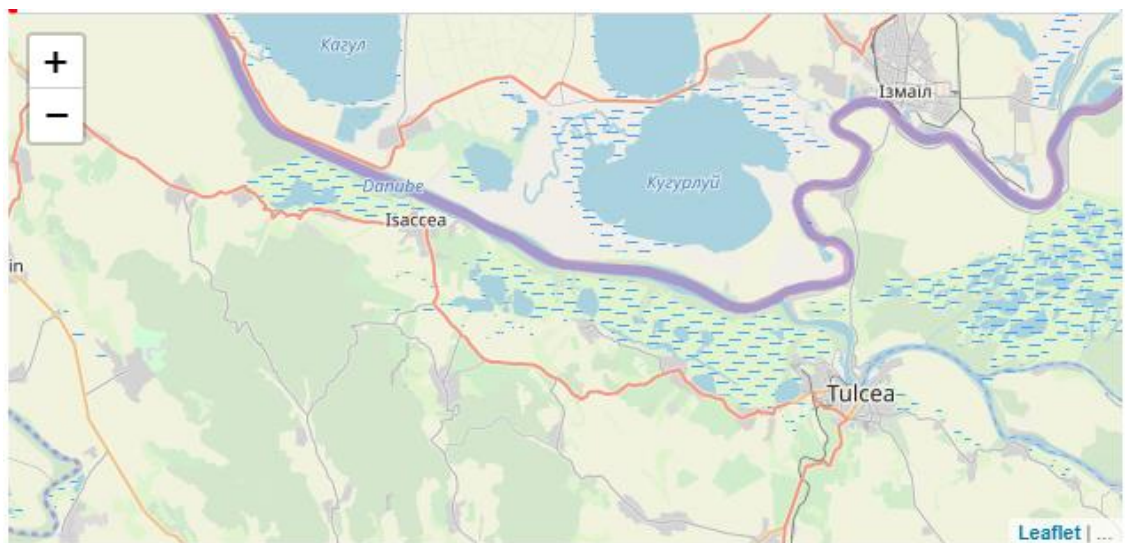 +
Кагул
Ізмаїл
−
Кугурлуй
Danube
Isaccea
in
Tulcea
Leaflet | ...